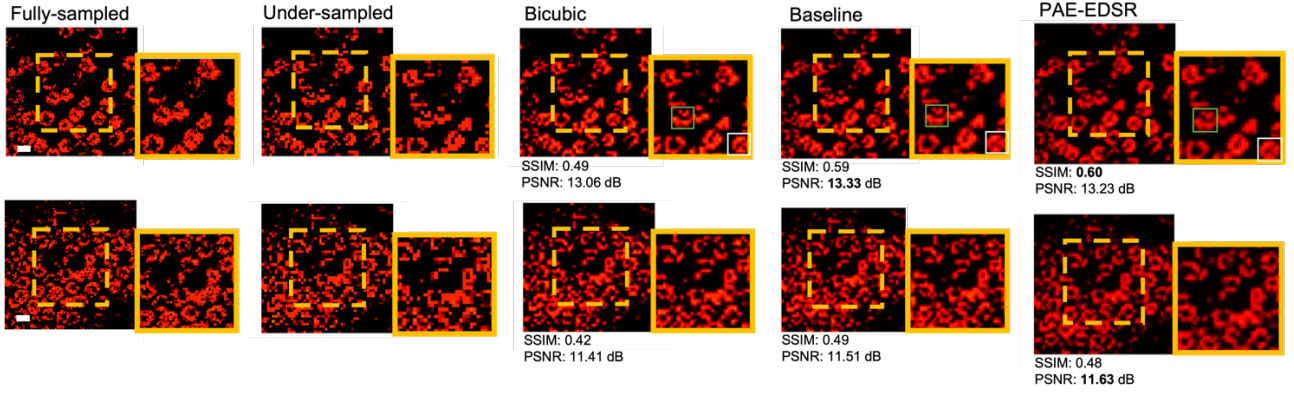 Fully-sampled
Under-sampled
Bicubic
Baseline
PAE-EDSR
SSIM: 0.49
PSNR: 13.06 dB
SSIM: 0.59
PSNR: 13.33 dB
SSIM: 0.60
PSNR: 13.23 dB
SSIM: 0.42
PSNR: 11.41 dB
SSIM: 0.49
PSNR: 11.51 dB
SSIM: 0.48
PSNR: 11.63 dB